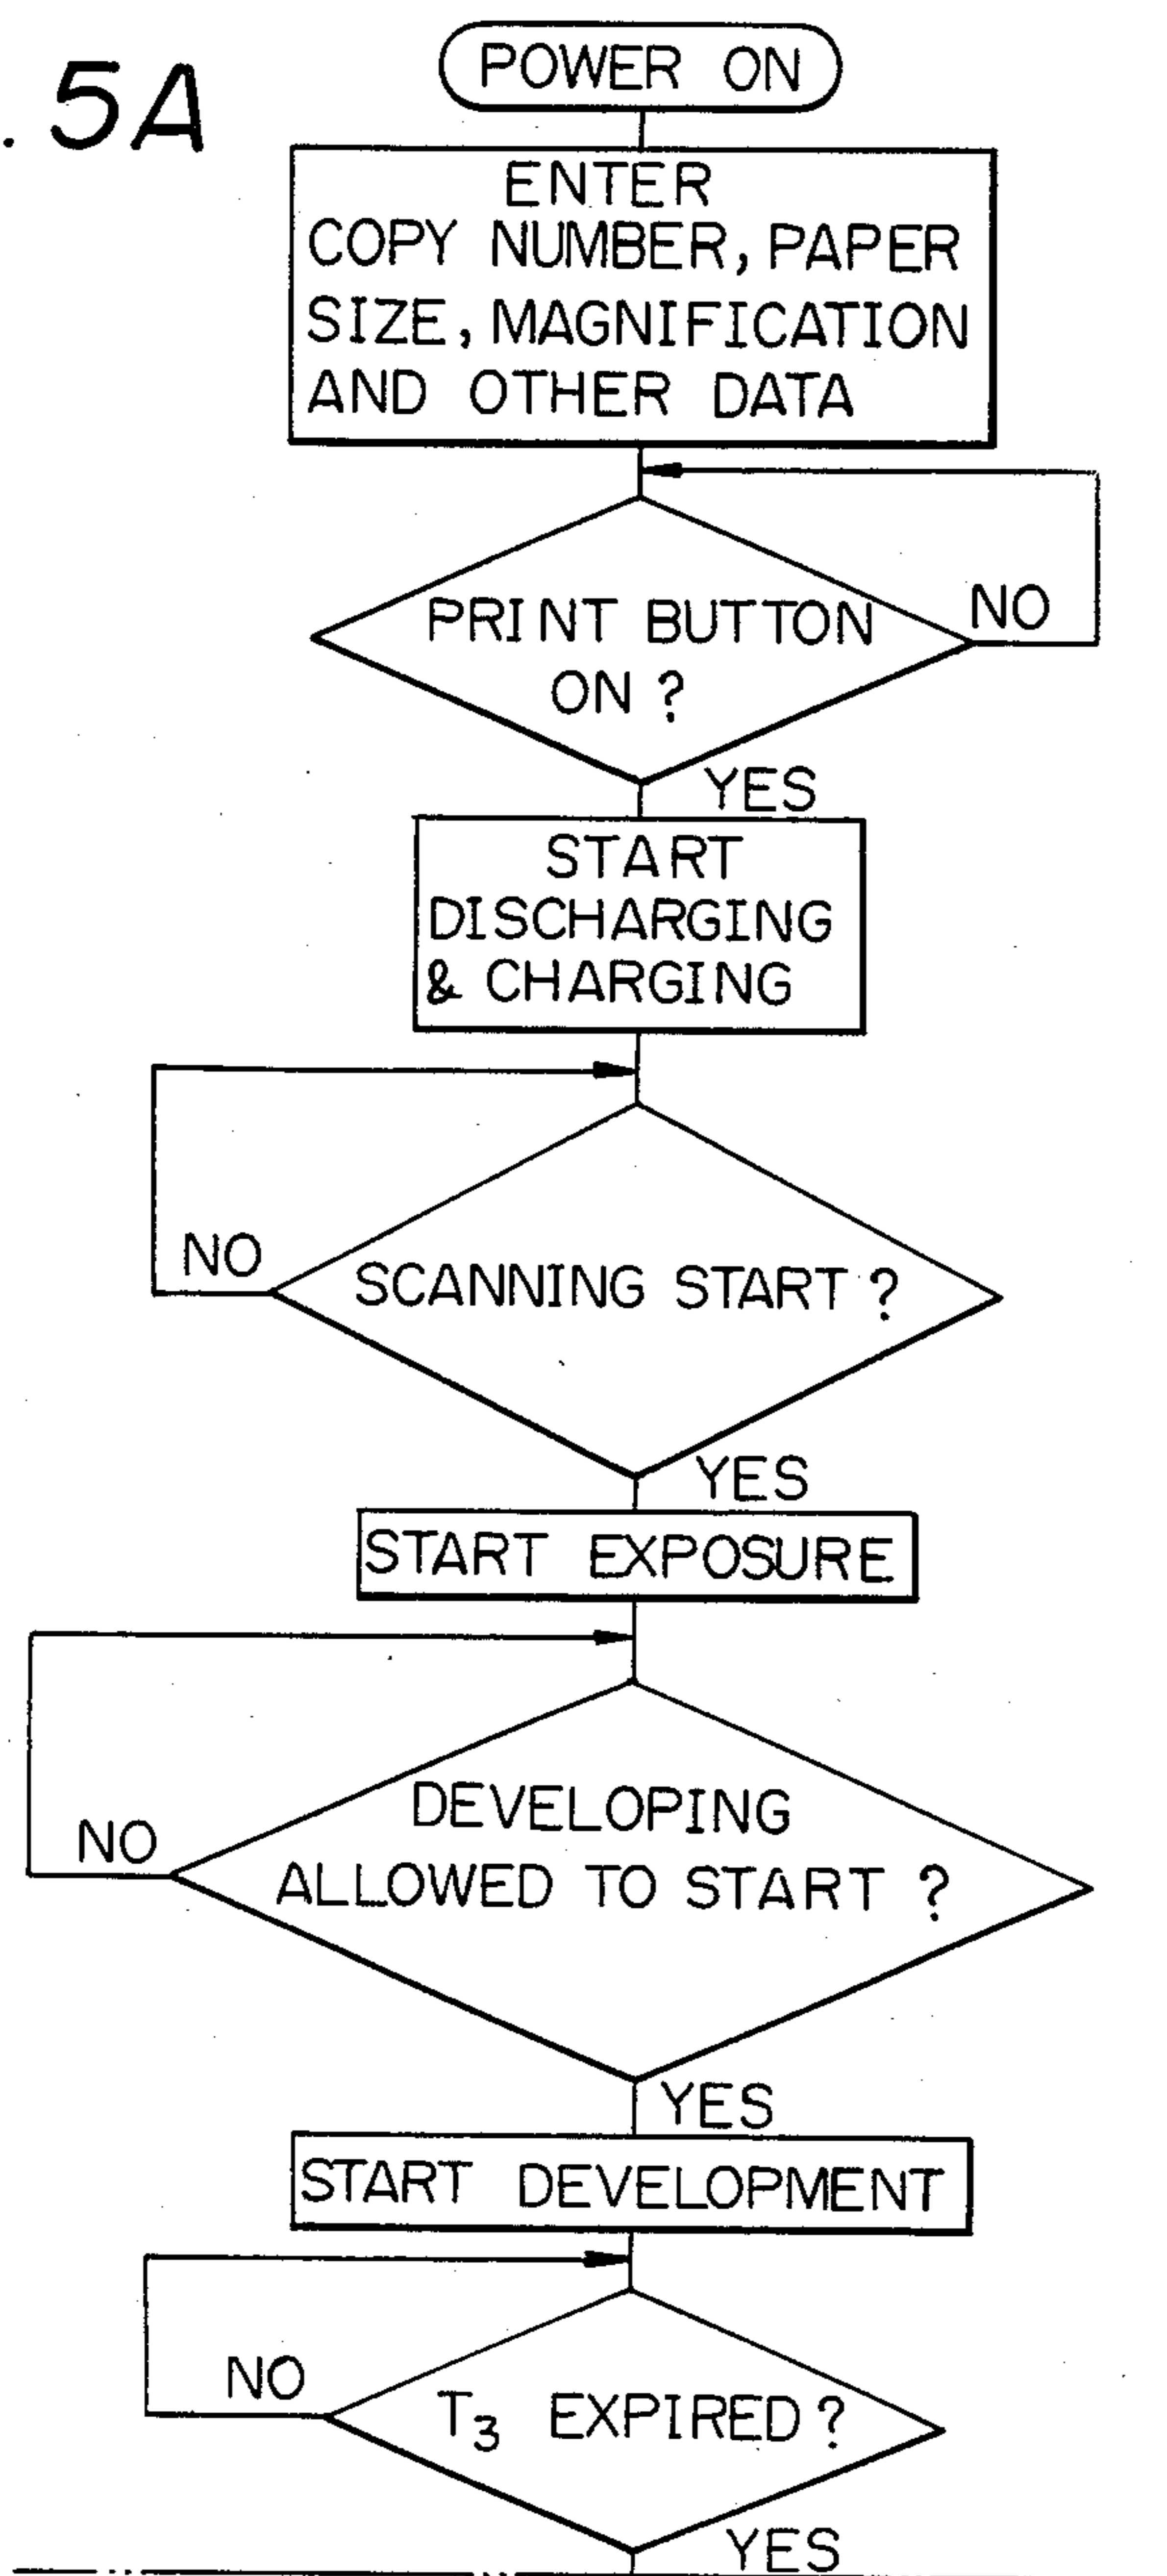 . 5A
POWER ON
ENTER
COPY NUMBER, PAPER
SIZE, MAGNIFICATION
AND OTHER DATA
PRINT BUTTON
ON ?
NO
YES
START
DISCHARGING
& CHARGING
NO
SCANNING START ?
YES
START EXPOSURE
DEVELOPING
NO
ALLOWED TO START ?
YES
START DEVELOPMENT
NO
T3 EXPIRED ?
YES